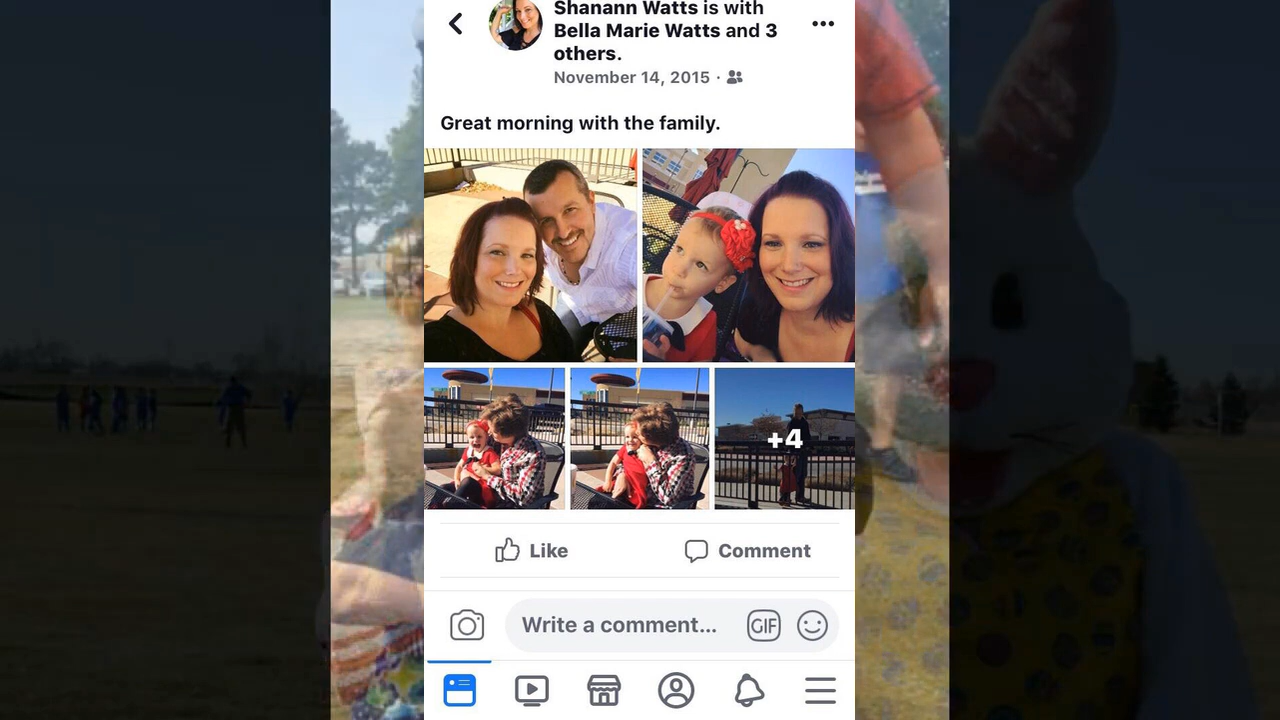 Shanann Watts is with
Bella Marie Watts and 3
others.
November 14, 2015 ·
Great morning with the family.
+4
Like
Comment
Write a comment...
GIF